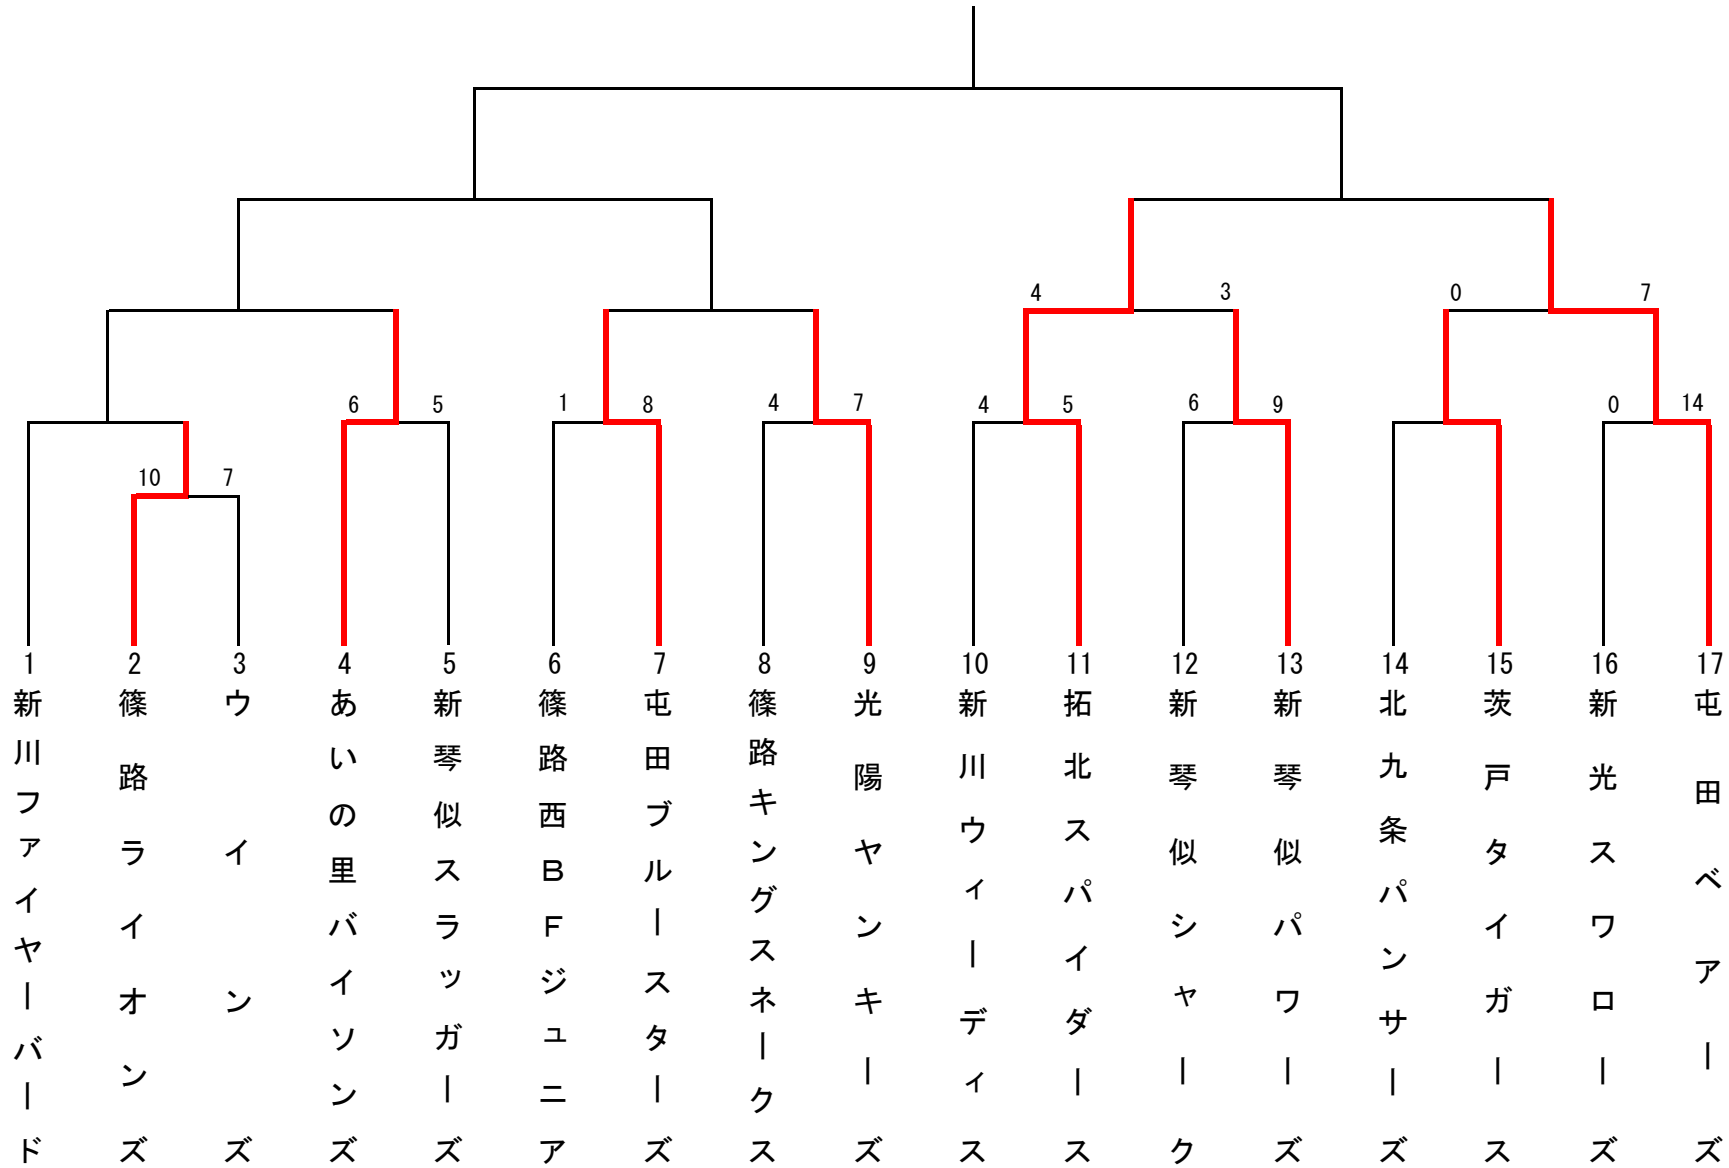 4 3 0 7
6 5 1 8 4 7 4 5 6 9 0 14
10 7
1 2 3 4 5 6 7 8 9 10 11 12 13 14 15 16 17
新川ファイヤーバード
篠路ライオンズ
ウインズ
あいの里バイソンズ
新琴似スラッガーズ
篠路西BFジュニア
屯田ブルースターズ
篠路キングスネークス
光陽ヤンキーズ
新川ウィーディス
拓北スパイダース
新琴似シャーク
新琴似パワーズ
北九条パンサーズ
茨戸タイガース
新光スワローズ
屯田ベアーズ